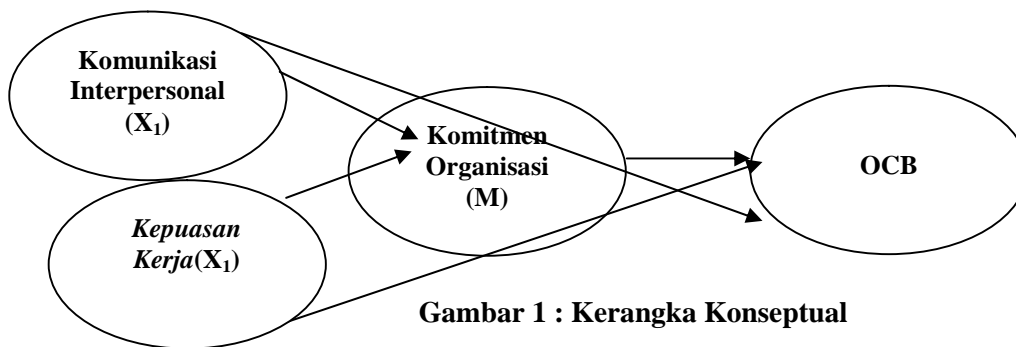 Komunikasi
Interpersonal
(X₁)
Komitmen
Organisasi
(M)
OCB
Kepuasan
Kerja(X₁)
Gambar 1 : Kerangka Konseptual